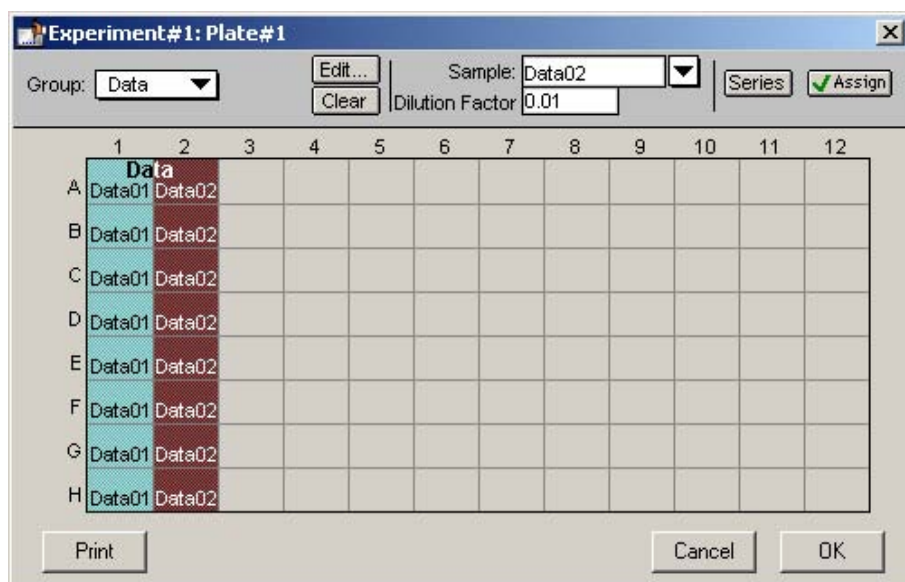 Experiment#1: Plate#1
Group: Data Edit... Sample: Data02 Series Assign
Clear Dilution Factor 0.01
1 2 3 4 5 6 7 8 9 10 11 12
Data
A Data01 Data02
B Data01 Data02
C Data01 Data02
D Data01 Data02
E Data01 Data02
F Data01 Data02
G Data01 Data02
H Data01 Data02
Print Cancel OK